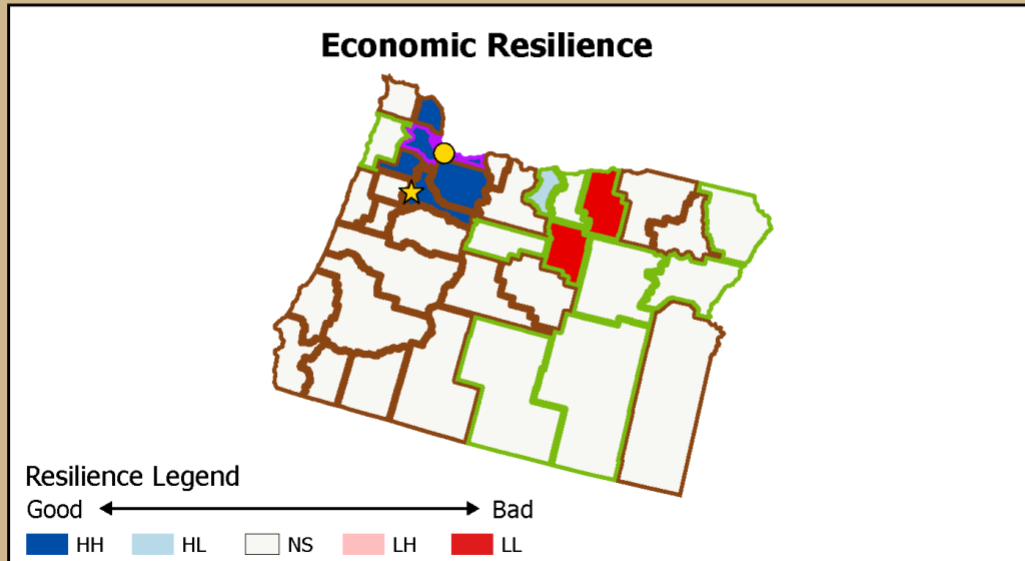 Economic Resilience
Resilience Legend
Good Bad
HH HL NS LH LL